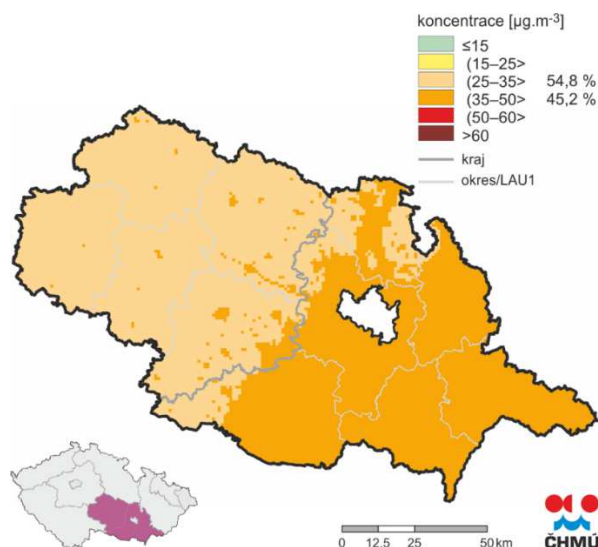 koncentrace [µg.m-³]
≤15
(15–25>
(25–35> 54,8 %
(35–50> 45,2 %
(50–60>
>60
kraj
okres/LAU1
0 12.5 25 50 km
ČHMÚ